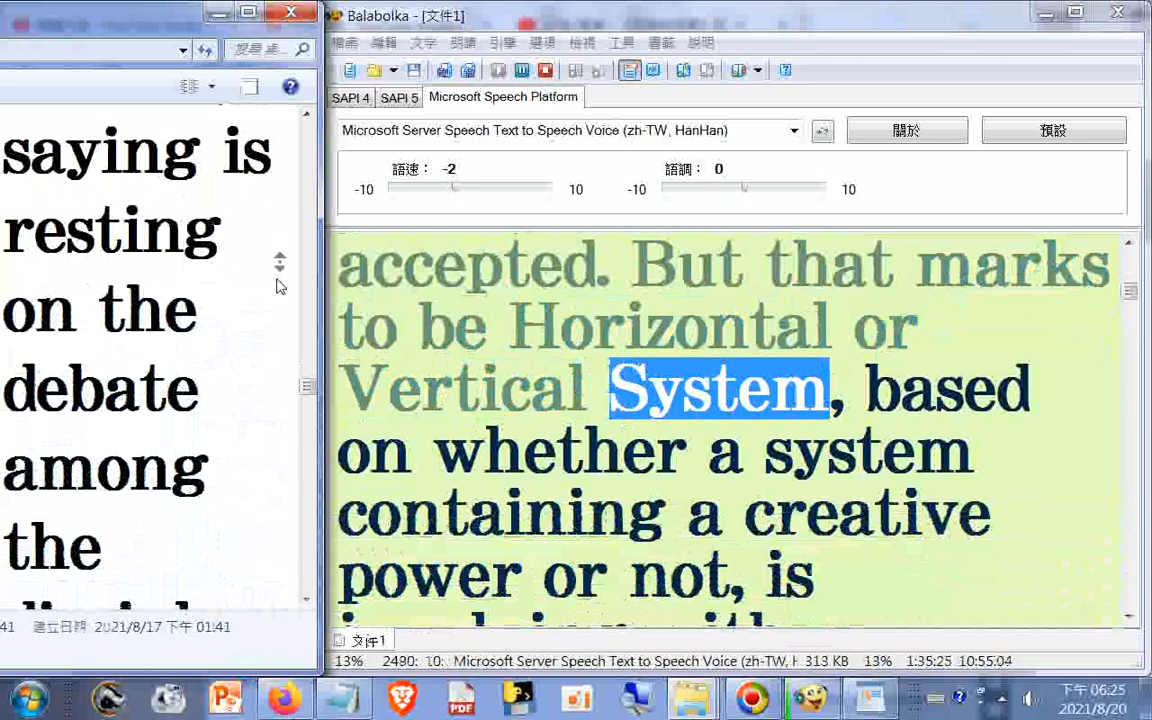 搜尋桌...
saying is
resting
on the
debate
among
the
41 建立日期: 2021/8/17 下午 01:41
Balabolka - [文件1]
檔案 編輯 文字 朗讀 引擎 選項 檢視 工具 書籤 說明
SAPI 4 SAPI 5 Microsoft Speech Platform
Microsoft Server Speech Text to Speech Voice (zh-TW, HanHan)
關於 預設
語速: -2 語調: 0
-10 10 -10 10
accepted. But that marks
to be Horizontal or
Vertical System, based
on whether a system
containing a creative
power or not, is
文件1
13% 2490: 10: Microsoft Server Speech Text to Speech Voice (zh-TW, H 313 KB 13% 1:35:25 10:55:04
PDF
下午 06:25
2021/8/20